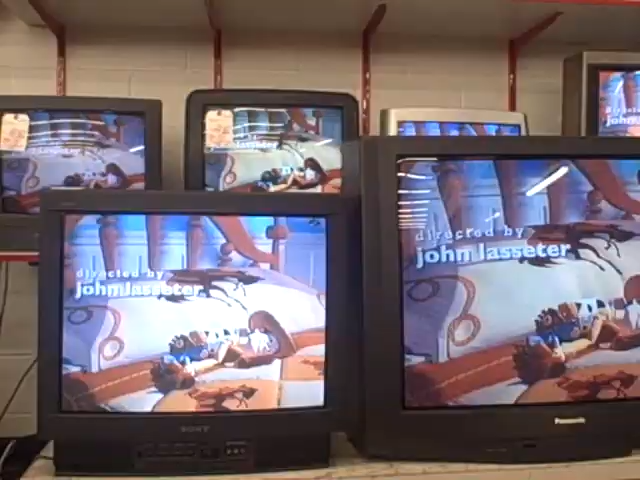 directed by
john lasseter
directed by
john lasseter
SONY
Panasonic